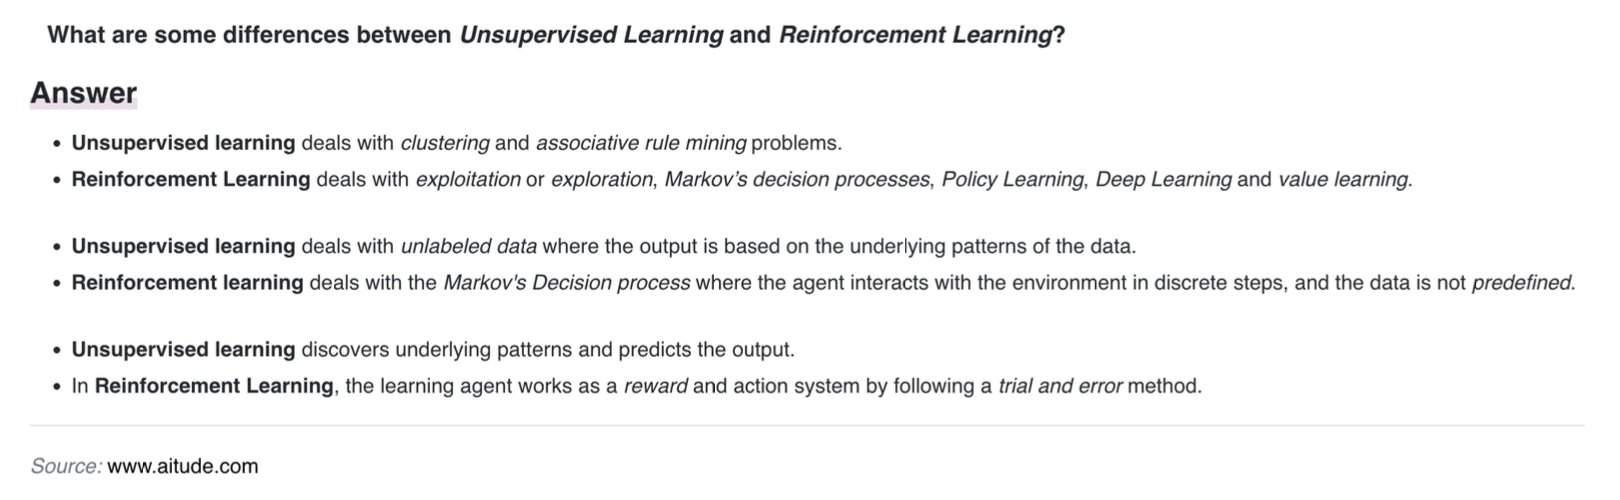 What are some differences between Unsupervised Learning and Reinforcement Learning?
Answer
• Unsupervised learning deals with clustering and associative rule mining problems.
• Reinforcement Learning deals with exploitation or exploration, Markov’s decision processes, Policy Learning, Deep Learning and value learning.
• Unsupervised learning deals with unlabeled data where the output is based on the underlying patterns of the data.
• Reinforcement learning deals with the Markov's Decision process where the agent interacts with the environment in discrete steps, and the data is not predefined.
• Unsupervised learning discovers underlying patterns and predicts the output.
• In Reinforcement Learning, the learning agent works as a reward and action system by following a trial and error method.
Source: www.aitude.com